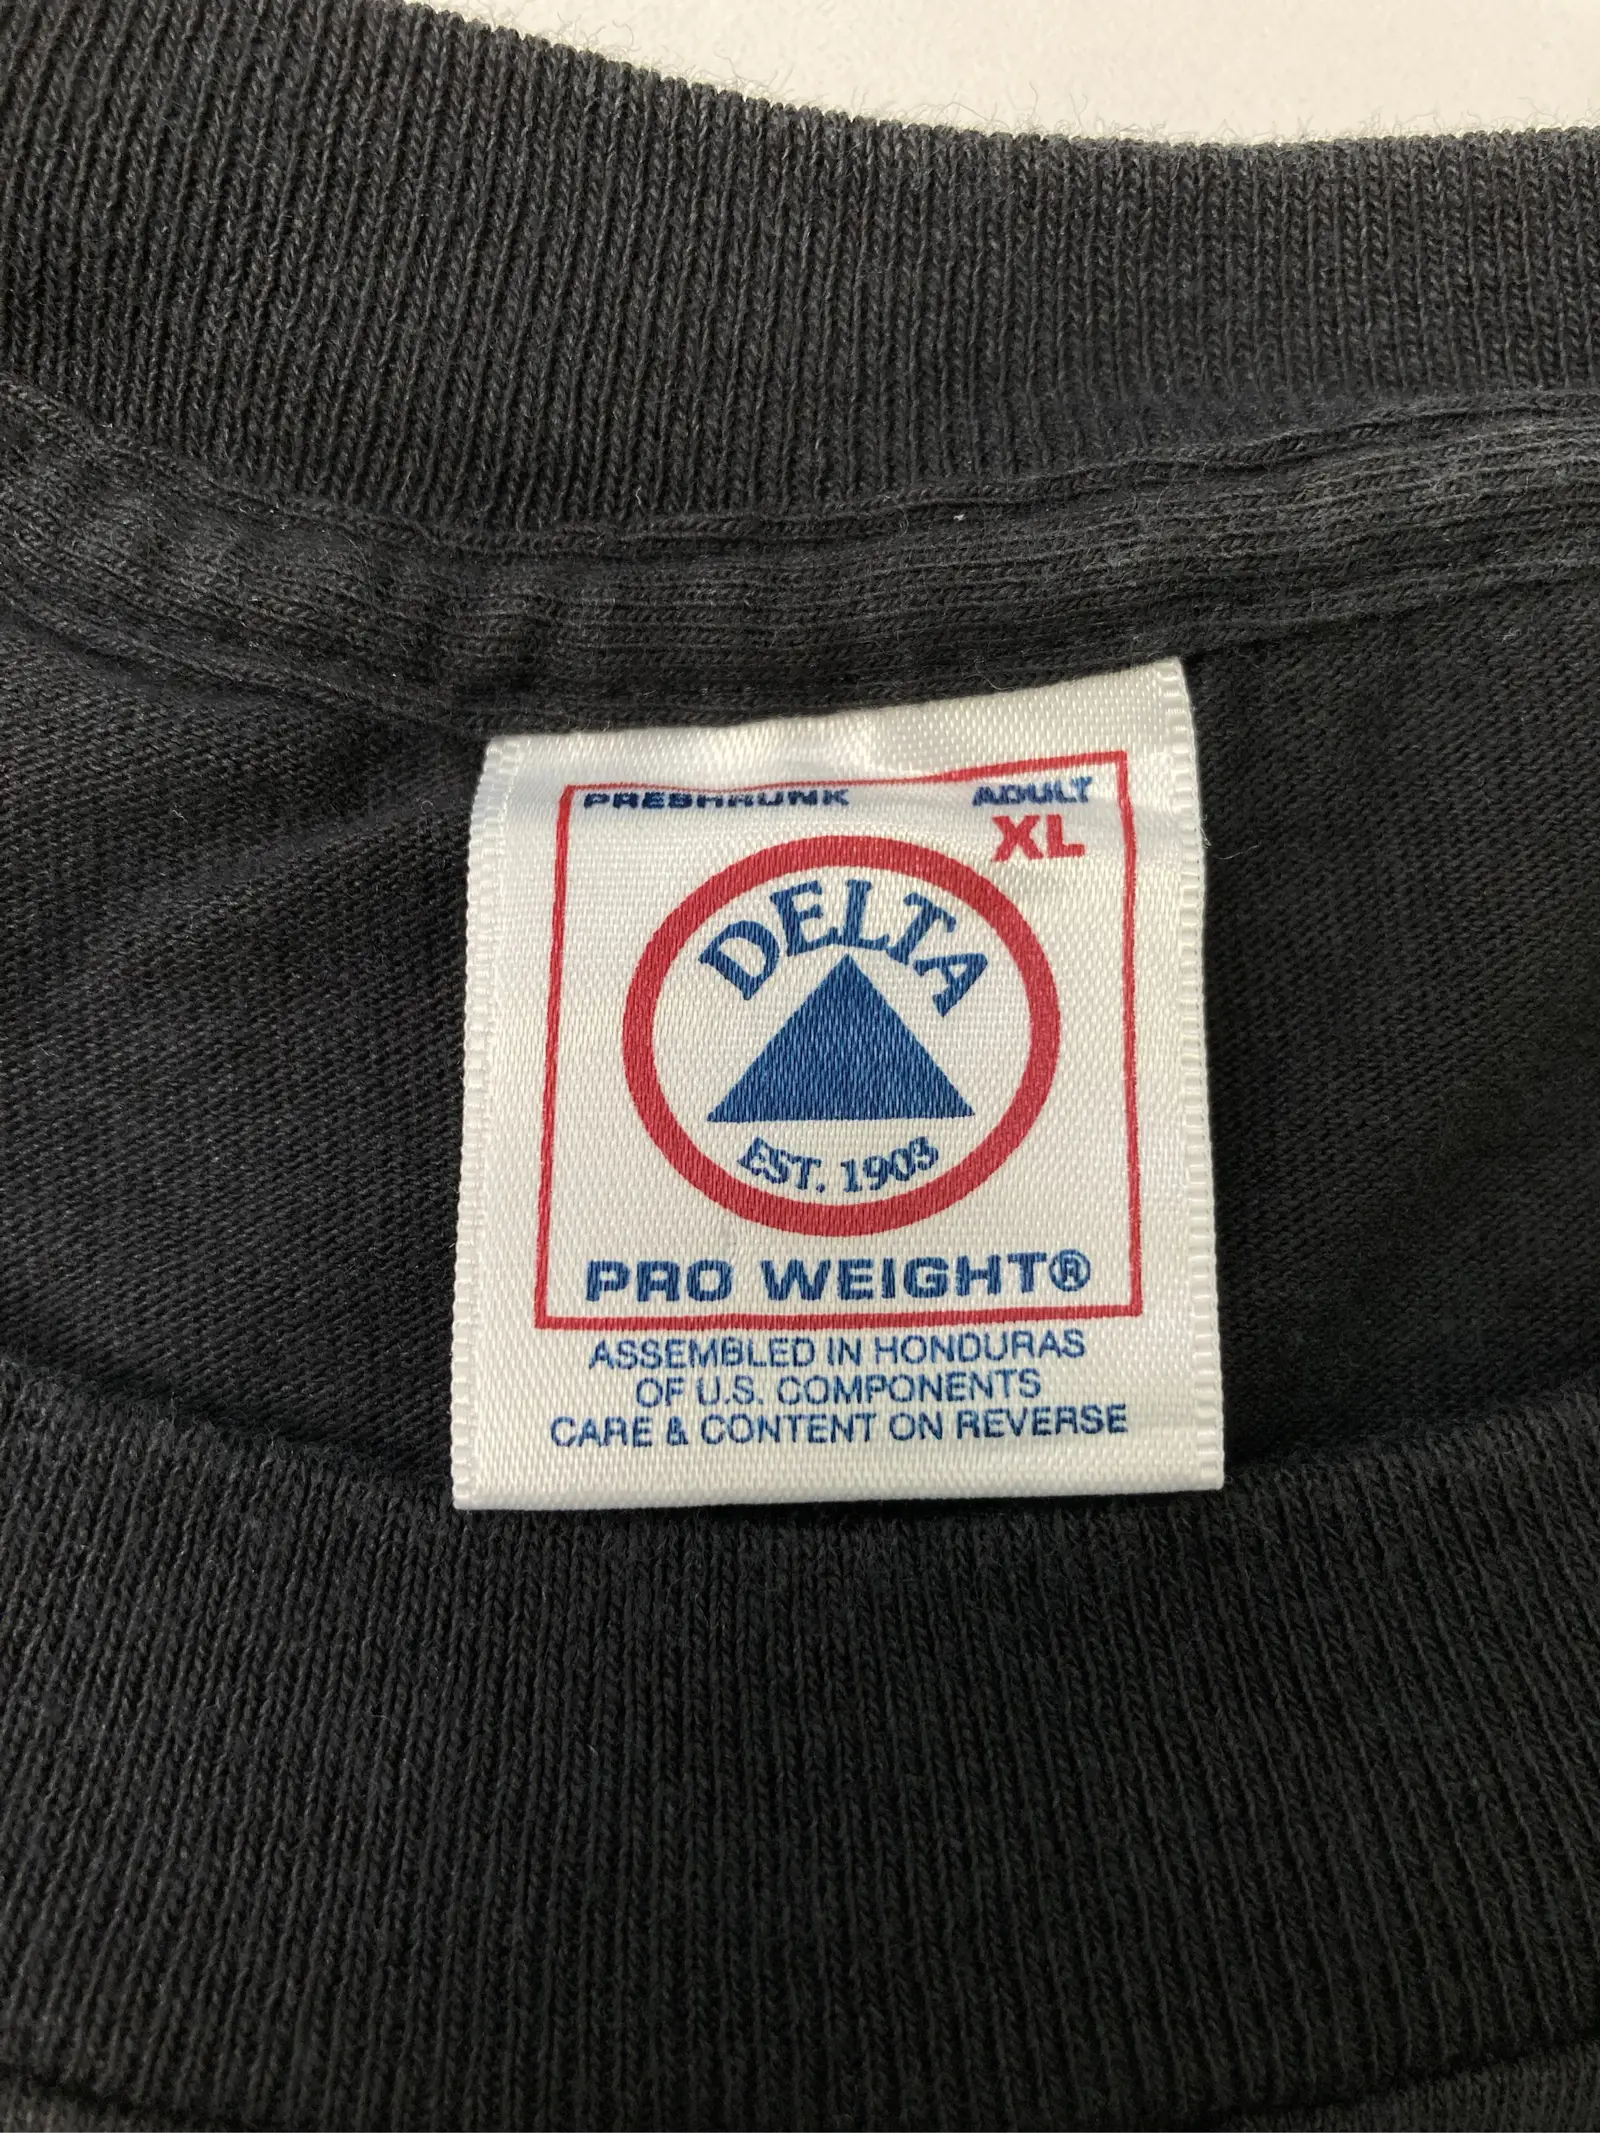 PRESHRUNK ADULT
XL
DELTA
EST. 1903
PRO WEIGHT®
ASSEMBLED IN HONDURAS
OF U.S. COMPONENTS
CARE & CONTENT ON REVERSE